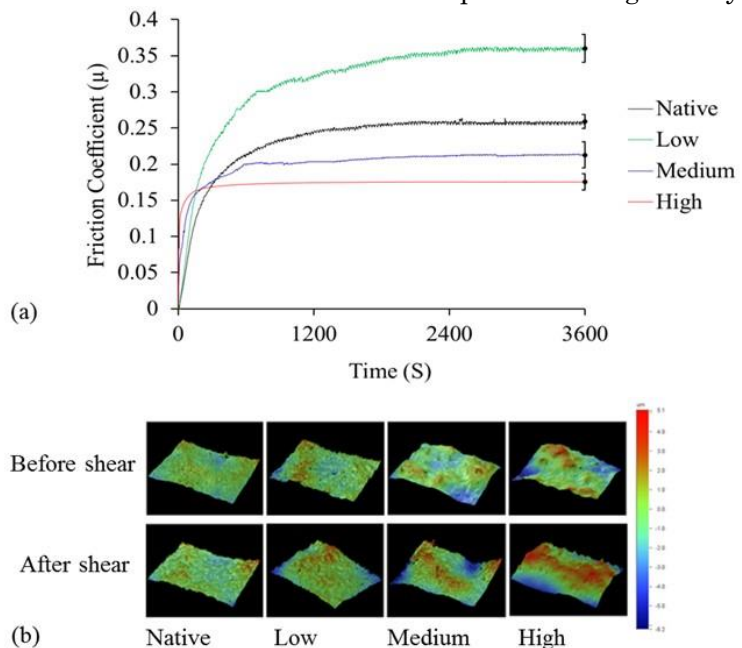 0.4
0.35
0.3
0.25
0.2
0.15
0.1
0.05
0
Friction Coefficient (µ)
0 1200 2400 3600
Time (S)
Native
Low
Medium
High
(a)
Before shear
After shear
(b) Native Low Medium High